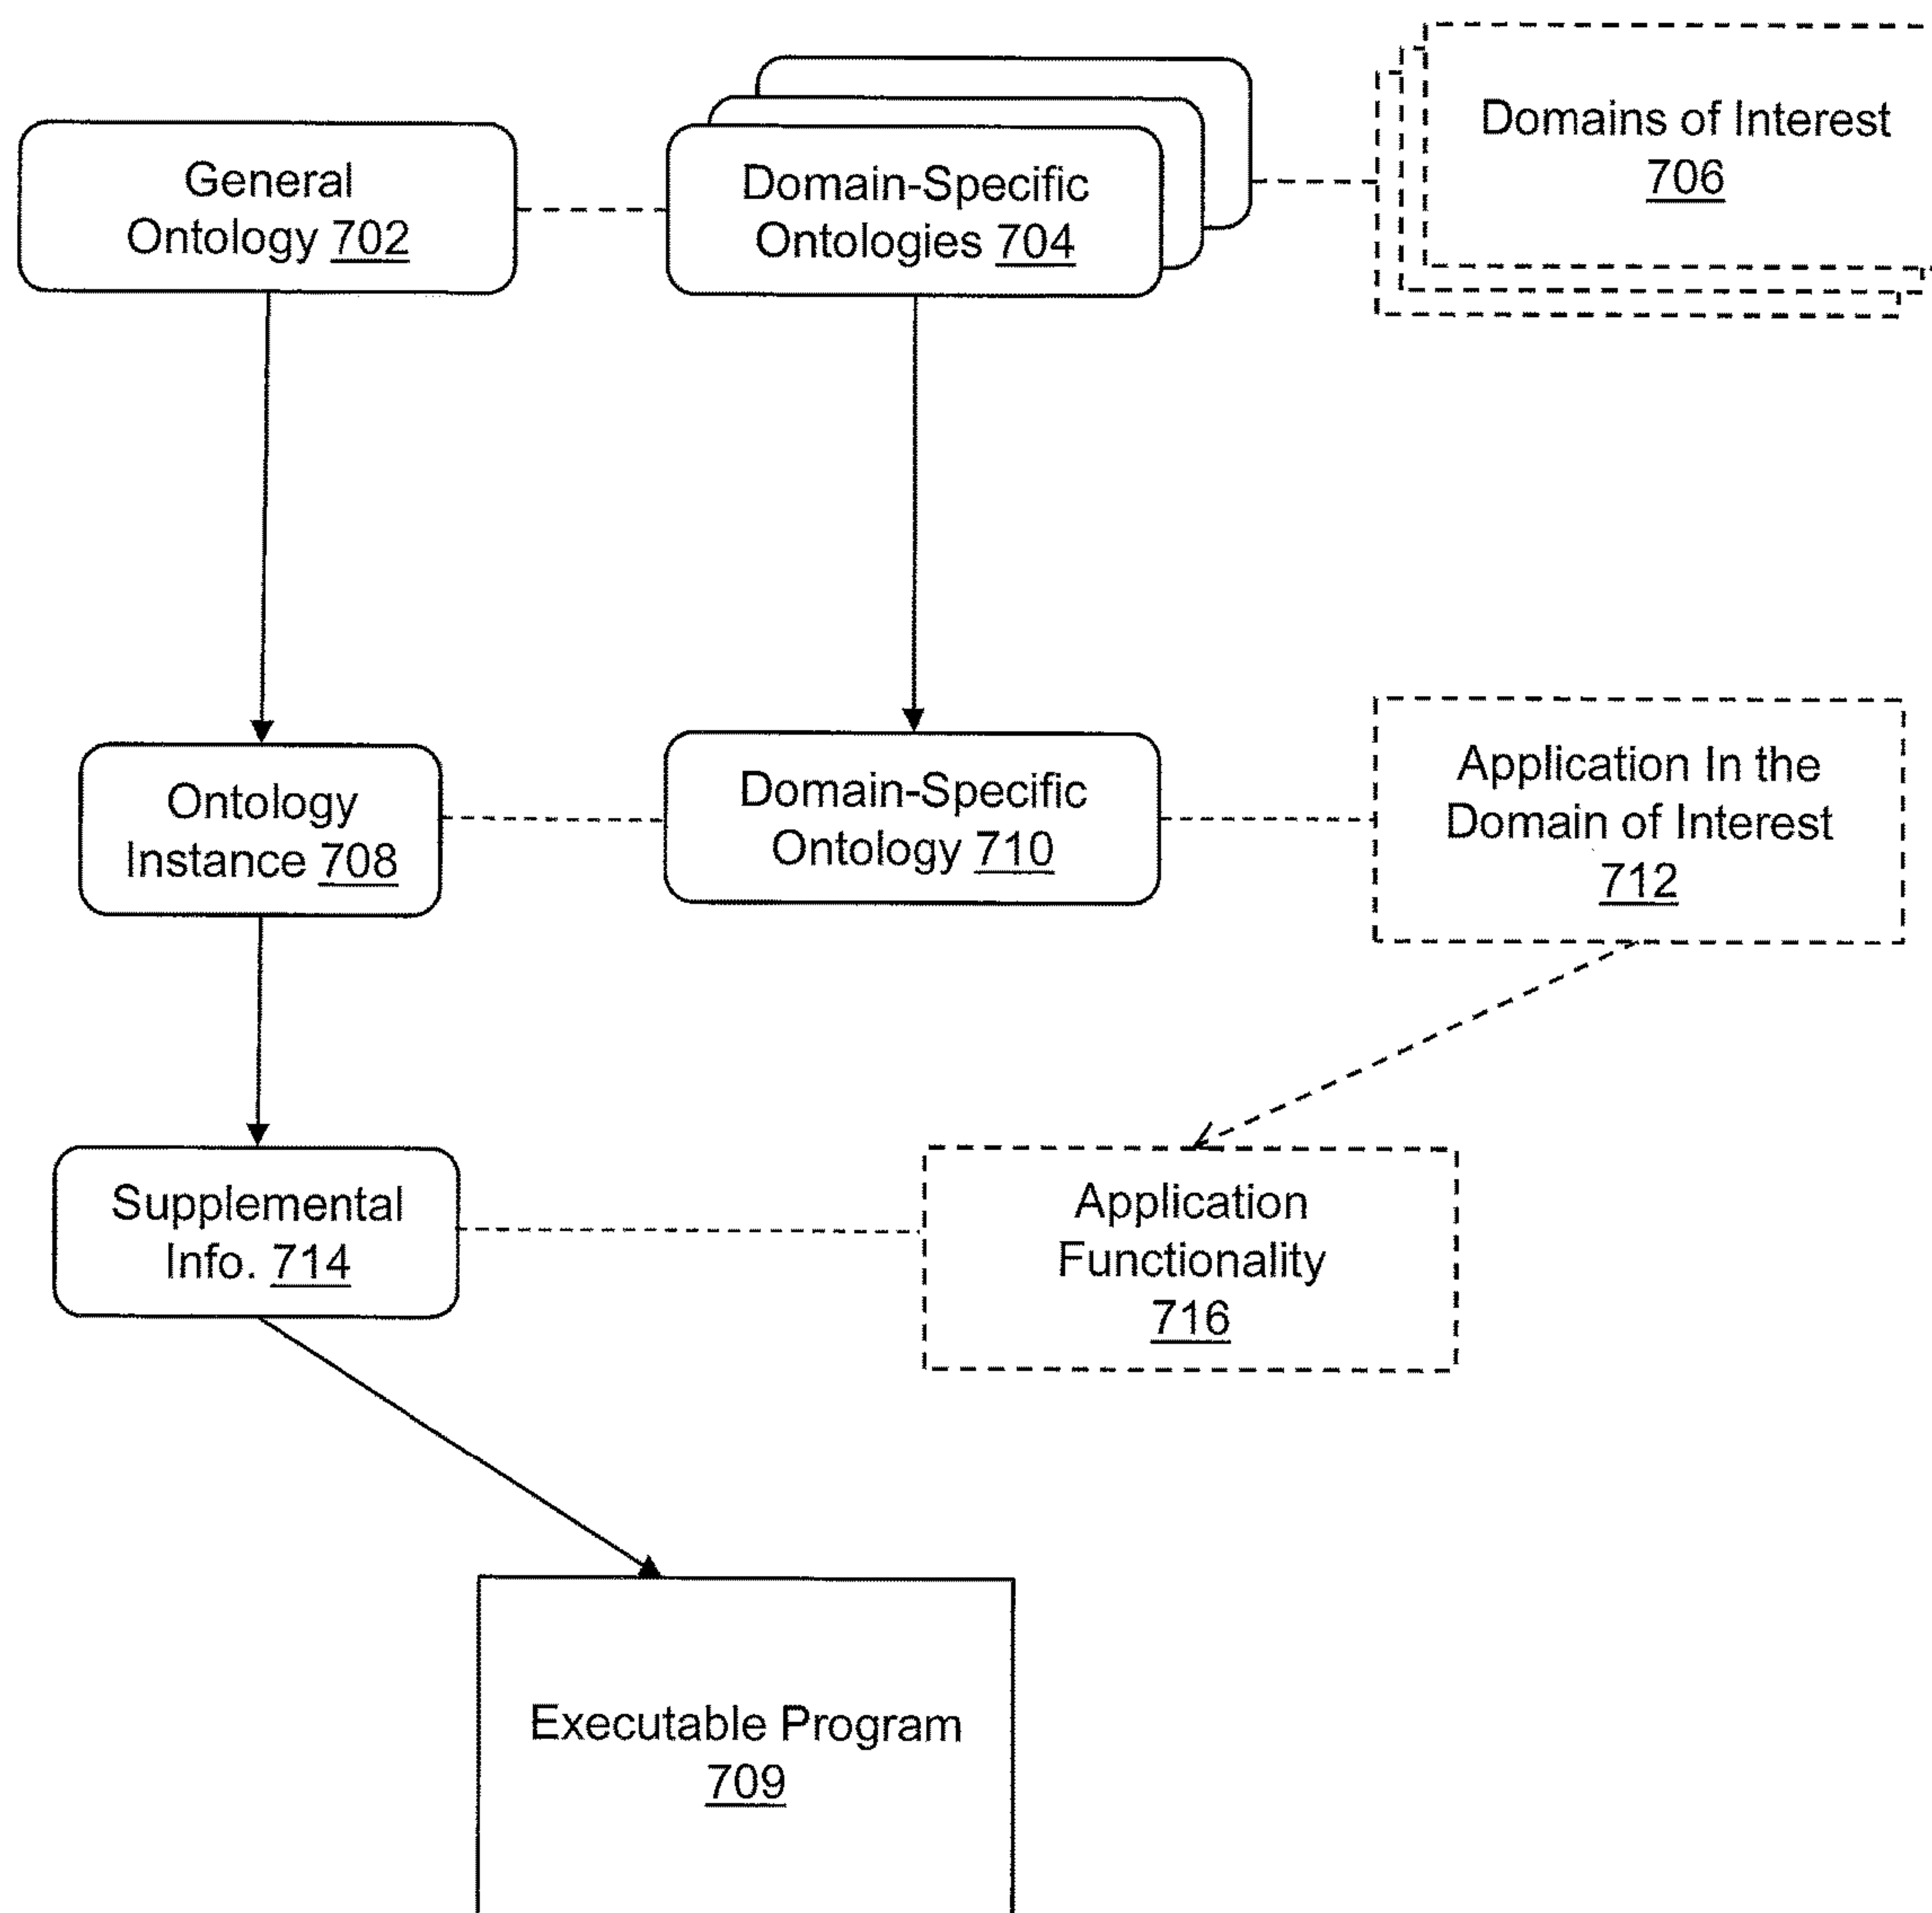 General
Ontology 702
Domain-Specific
Ontologies 704
Domains of Interest
706
Ontology
Instance 708
Domain-Specific
Ontology 710
Application In the
Domain of Interest
712
Supplemental
Info. 714
Application
Functionality
716
Executable Program
709